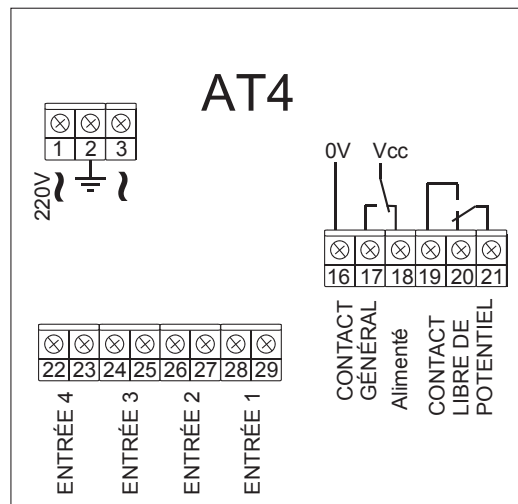 AT4
1 2 3
220V
0V Vcc
16 17 18 19 20 21
CONTACT
GÉNÉRAL
Alimenté
CONTACT
LIBRE DE
POTENTIEL
22 23 24 25 26 27 28 29
ENTRÉE 4
ENTRÉE 3
ENTRÉE 2
ENTRÉE 1